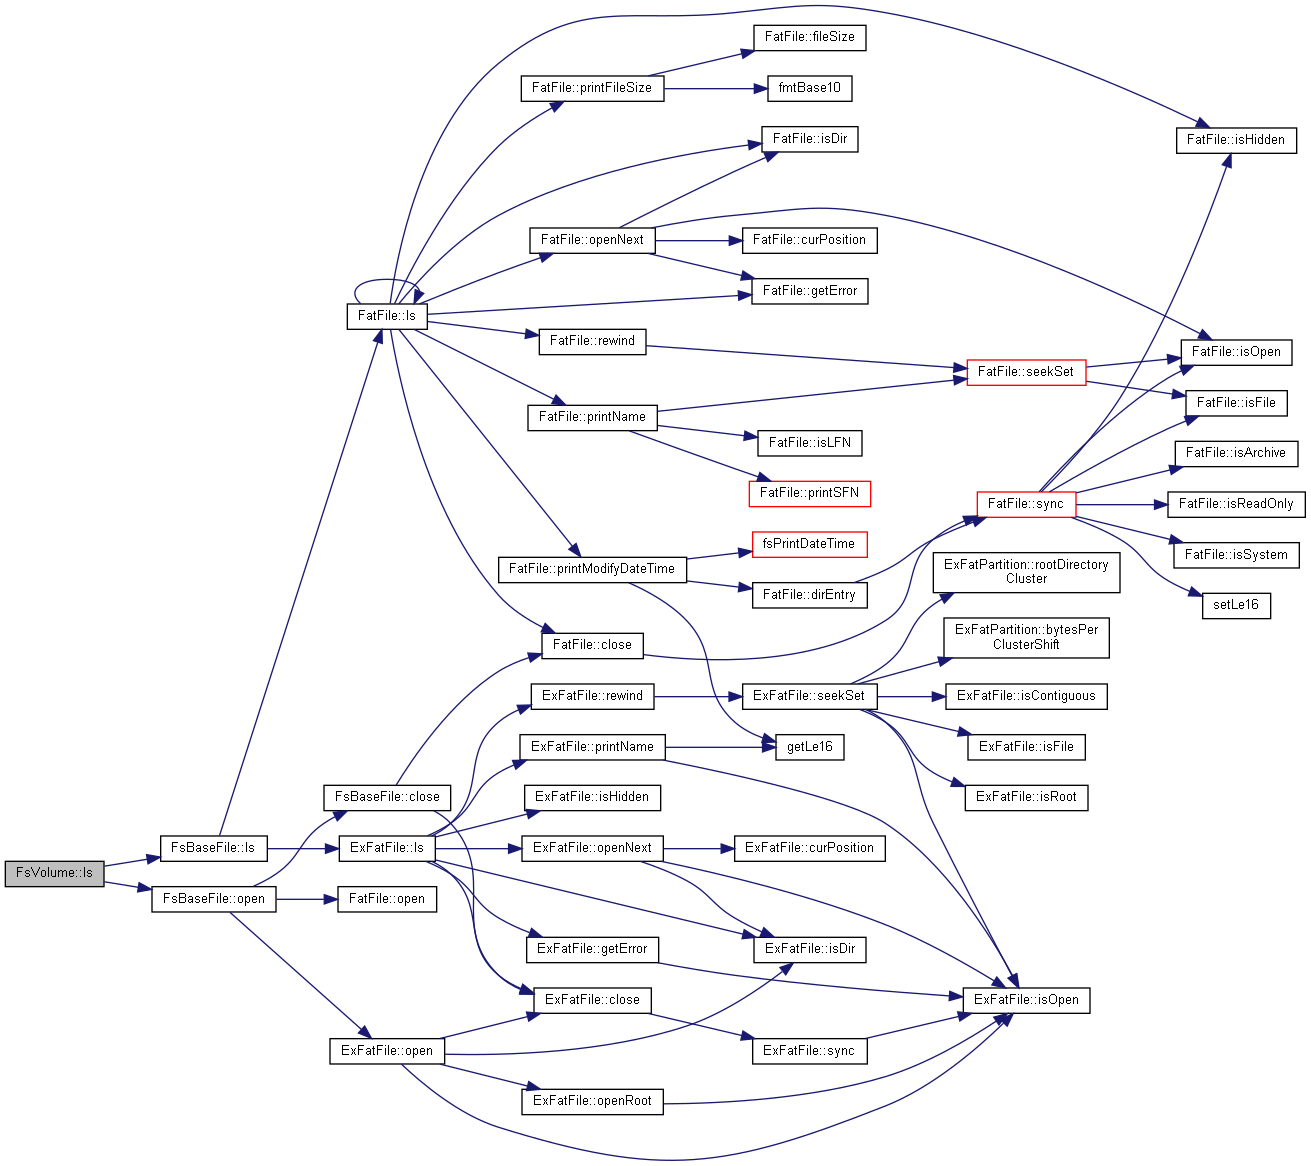 FatFile::fileSize
FatFile::printFileSize
fmtBase10
FatFile::isDir
FatFile::isHidden
FatFile::openNext
FatFile::curPosition
FatFile::getError
FatFile::ls
FatFile::rewind
FatFile::isOpen
FatFile::seekSet
FatFile::isFile
FatFile::printName
FatFile::isLFN
FatFile::isArchive
FatFile::printSFN
FatFile::sync
FatFile::isReadOnly
fsPrintDateTime
FatFile::isSystem
FatFile::printModifyDateTime
ExFatPartition::rootDirectory
Cluster
FatFile::dirEntry
setLe16
ExFatPartition::bytesPer
ClusterShift
FatFile::close
ExFatFile::rewind
ExFatFile::seekSet
ExFatFile::isContiguous
ExFatFile::printName
getLe16
ExFatFile::isFile
FsBaseFile::close
ExFatFile::isHidden
ExFatFile::isRoot
FsBaseFile::ls
ExFatFile::ls
ExFatFile::openNext
ExFatFile::curPosition
FsVolume::ls
FsBaseFile::open
FatFile::open
ExFatFile::getError
ExFatFile::isDir
ExFatFile::close
ExFatFile::isOpen
ExFatFile::open
ExFatFile::sync
ExFatFile::openRoot